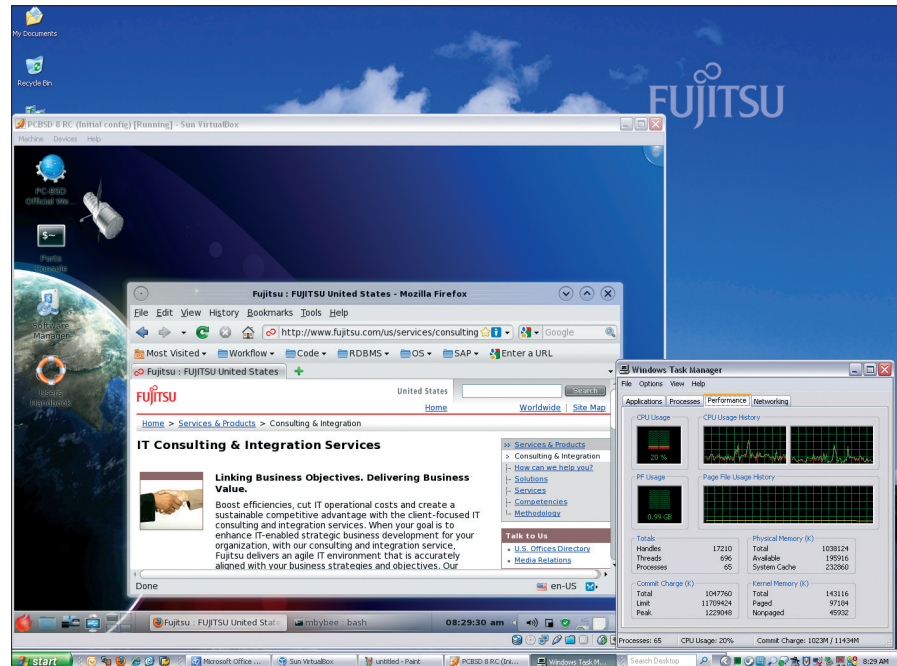 My Documents
Recycle Bin
FUJITSU
PCBSD 8 RC (Initial config) [Running] - Sun VirtualBox
Machine Devices Help
PC-BSD
Official We...
$~
Ports
Console
Software
Manager
Users
Handbook
Fujitsu : FUJITSU United States - Mozilla Firefox
File Edit View History Bookmarks Tools Help
http://www.fujitsu.com/us/services/consulting
Google
Most Visited Workflow Code RDBMS OS SAP Enter a URL
Fujitsu : FUJITSU United States
FUJITSU
United States
Search
Home
Worldwide | Site Map
Home > Services & Products > Consulting & Integration
IT Consulting & Integration Services
Linking Business Objectives. Delivering Business
Value.
Boost efficiencies, cut IT operational costs and create a
sustainable competitive advantage with the client-focused IT
consulting and integration services. When your goal is to
enhance IT-enabled strategic business development for your
organization, with our consulting and integration service,
Fujitsu delivers an agile IT environment that is accurately
aligned with your business strategies and objectives. Our
» Services & Products
> Consulting & Integration
How can we help you?
Solutions
Services
Competencies
Methodology
Talk to Us
U.S. Offices Directory
Media Relations
Done
en-US
Fujitsu : FUJITSU United State
mbybee : bash
08:29:30 am
Windows Task Manager
File Options View Help
Applications Processes Performance Networking
CPU Usage
CPU Usage History
20 %
PF Usage
Page File Usage History
0.99 GB
Totals
Handles 17210
Threads 696
Processes 65
Physical Memory (K)
Total 1038124
Available 195916
System Cache 232860
Commit Charge (K)
Total 1047760
Limit 11709424
Peak 1229048
Kernel Memory (K)
Total 143116
Paged 97184
Nonpaged 45932
Processes: 65 CPU Usage: 20% Commit Charge: 1023M / 11434M
start
Microsoft Office ...
Sun VirtualBox
untitled - Paint
PCBSD 8 RC (Ini...
Windows Task M...
Search Desktop
8:29 AM